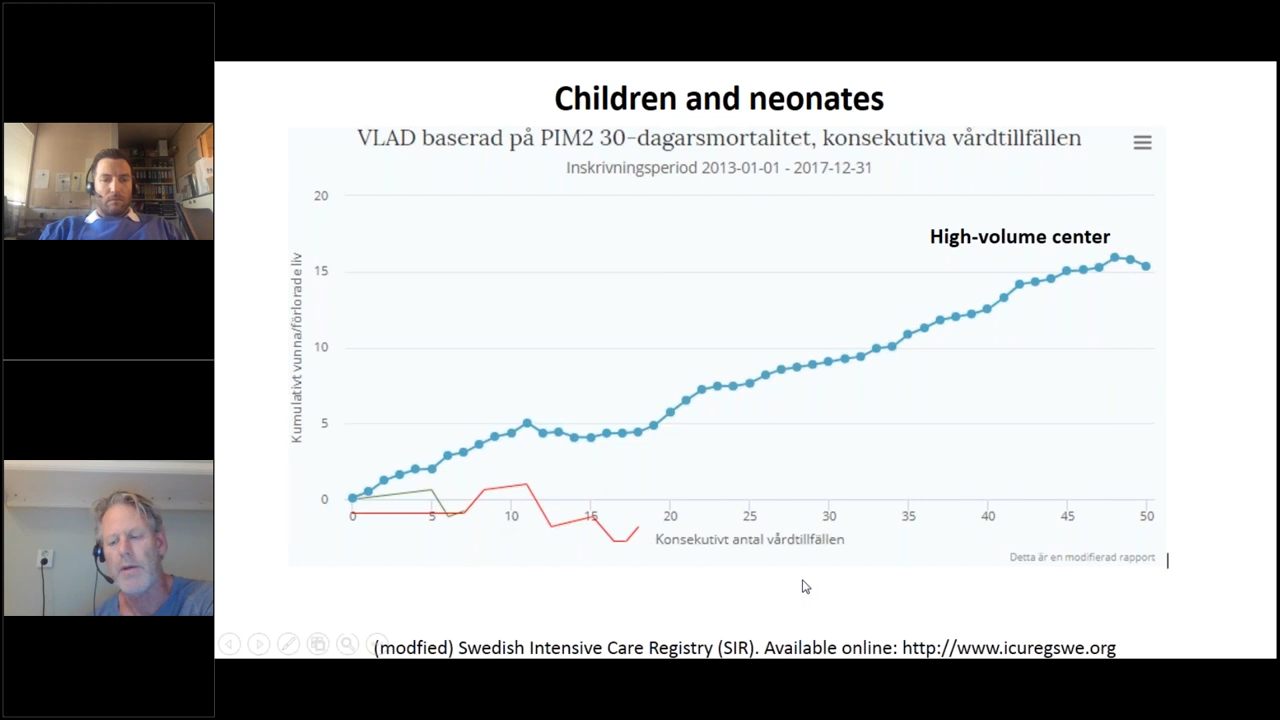 Children and neonates
VLAD baserad på PIM2 30-dagarsmortalitet, konsekutiva vårdtillfällen
Inskrivningsperiod 2013-01-01 - 2017-12-31
High-volume center
Kumulativt vunna/förlorade liv
20
15
10
5
0
0 5 10 15 20 25 30 35 40 45 50
Konsekutivt antal vårdtillfällen
Detta är en modifierad rapport
(modfied) Swedish Intensive Care Registry (SIR). Available online: http://www.icuregswe.org